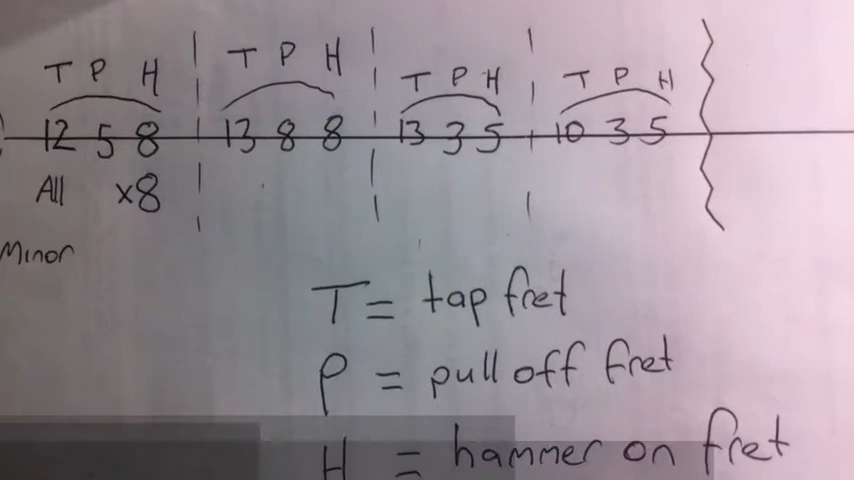 T P H T P H T P H T P H
12 5 8 13 8 8 13 3 5 10 3 5
All x8
Minor
T = tap fret
P = pull off fret
H = hammer on fret